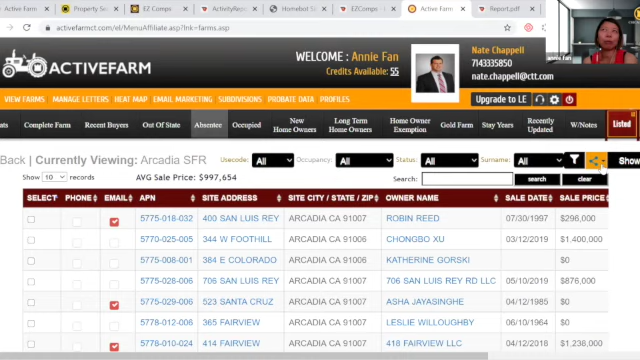 Property Se
EZ Comps
ActivityRepo
Homebot S
EZComps
Active Farm
Report.pdf
activefarmct.com/el/MenuAffiliate.asp?lnk=farms.asp
annie fan
ACTIVEFARM
WELCOME : Annie Fan
Credits Available: 55
Nate Chappell
7143335850
nate.chappell@ctt.com
VIEW FARMS MANAGE LETTERS HEAT MAP EMAIL MARKETING SUBDIVISIONS PROBATE DATA PROFILES
Upgrade to LE
ats Complete Farm Recent Buyers Out Of State Absentee Occupied New Home Owners Long Term Home Owners Home Owner Exemption Gold Farm Stay Years Recently Updated W/Notes Listed
Back | Currently Viewing: Arcadia SFR Usecode: All Occupancy: All Status: All Surname: All Show
Show 10 records AVG Sale Price: $997,654 Search: search clear
SELECT PHONE EMAIL APN SITE ADDRESS SITE CITY / STATE / ZIP OWNER NAME SALE DATE SALE PRICE
5775-018-032 400 SAN LUIS REY ARCADIA CA 91007 ROBIN REED 07/30/1997 $298,000
5770-025-005 344 W FOOTHILL ARCADIA CA 91006 CHONGBO XU 03/12/2019 $1,400,000
5775-008-001 384 E COLORADO ARCADIA CA 91006 KATHERINE GORSKI $0
5775-028-006 706 SAN LUIS REY ARCADIA CA 91007 706 SAN LUIS REY RD LLC 05/10/2019 $876,000
5775-029-006 523 SANTA CRUZ ARCADIA CA 91007 ASHA JAYASINGHE 04/12/1985 $0
5778-012-006 365 FAIRVIEW ARCADIA CA 91007 LESLIE WILLOUGHBY 06/10/1964 $0
5778-010-024 414 FAIRVIEW ARCADIA CA 91007 418 FAIRVIEW LLC 04/12/2018 $1,238,000